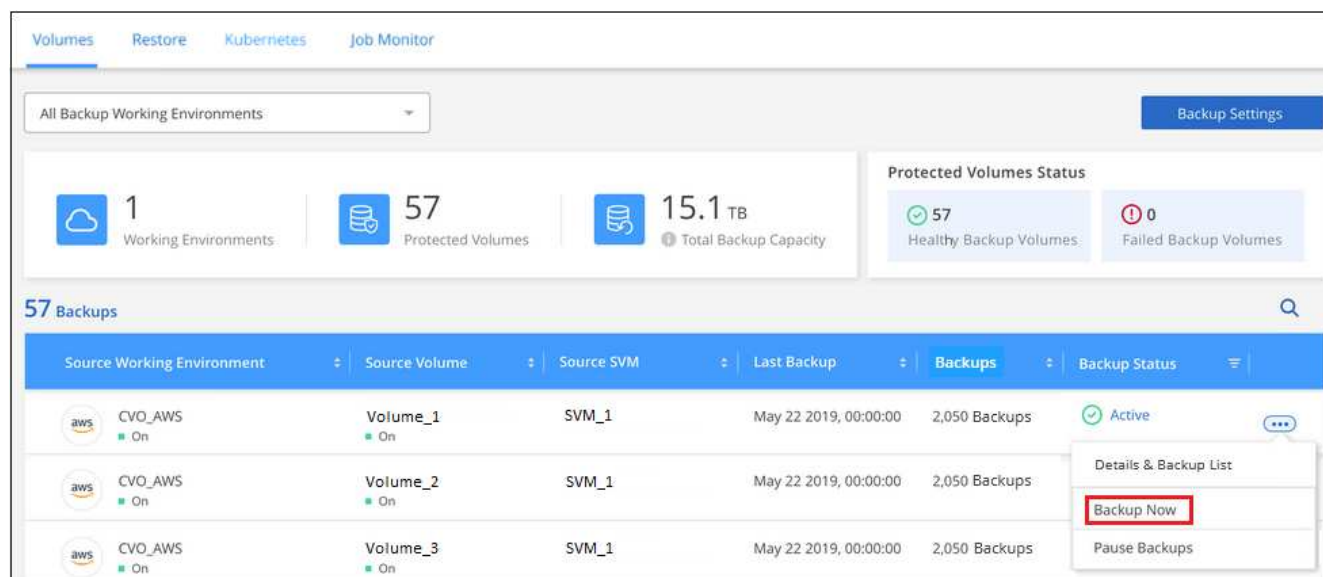 Volumes Restore Kubernetes Job Monitor
All Backup Working Environments
Backup Settings
1
Working Environments
57
Protected Volumes
15.1 TB
Total Backup Capacity
Protected Volumes Status
57
Healthy Backup Volumes
0
Failed Backup Volumes
57 Backups
Source Working Environment Source Volume Source SVM Last Backup Backups Backup Status
aws CVO_AWS Volume_1 SVM_1 May 22 2019, 00:00:00 2,050 Backups Active
On On
Details & Backup List
aws CVO_AWS Volume_2 SVM_1 May 22 2019, 00:00:00 2,050 Backups
On On
Backup Now
aws CVO_AWS Volume_3 SVM_1 May 22 2019, 00:00:00 2,050 Backups Pause Backups
On On